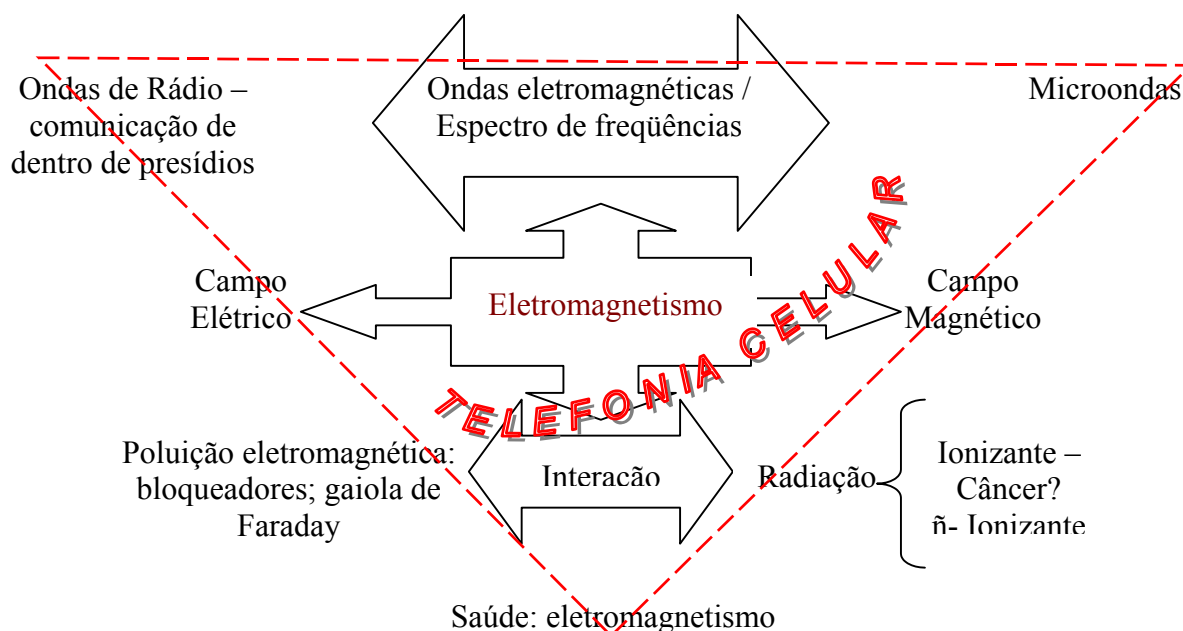 Ondas de Rádio –
comunicação de
dentro de presídios
Ondas eletromagnéticas /
Espectro de freqüências
Microondas
Campo
Elétrico
Eletromagnetismo
Campo
Magnético
TELEFONIA CELULAR
Poluição eletromagnética:
bloqueadores; gaiola de
Faraday
Interação
Radiação
Ionizante –
Câncer?
ñ- Ionizante
Saúde: eletromagnetismo